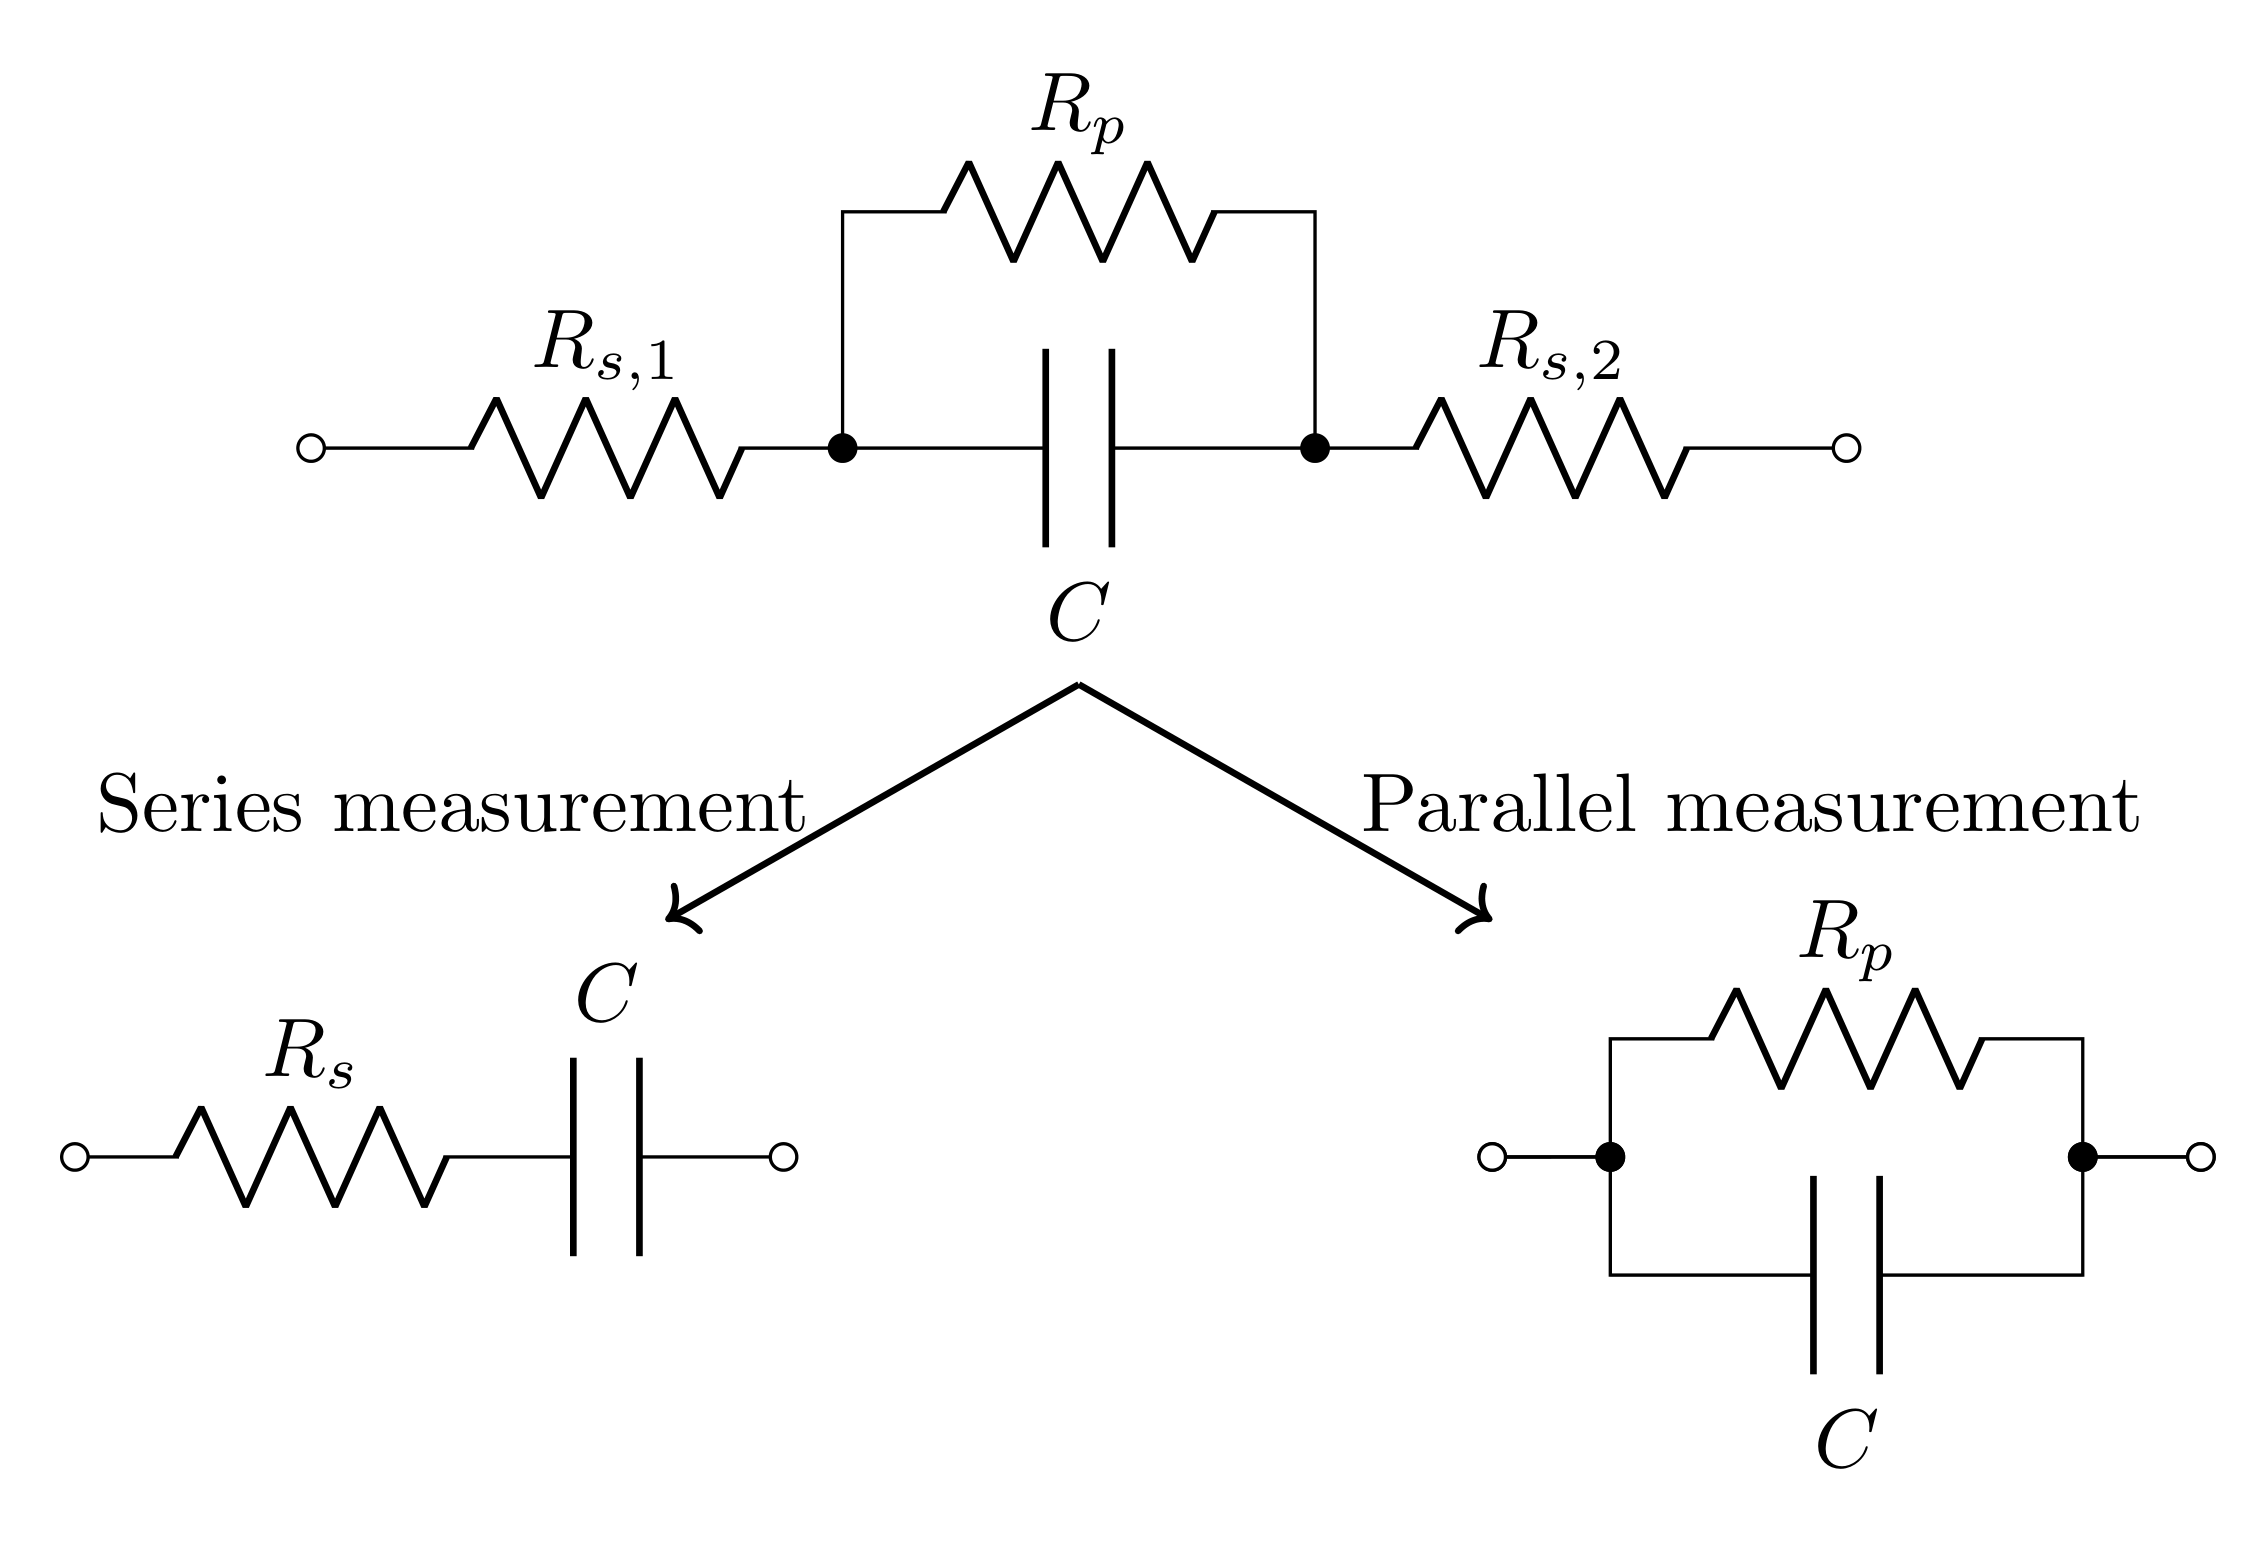 R_p
R_{s,1}
R_{s,2}
C
Series measurement
Parallel measurement
R_p
C
R_s
C